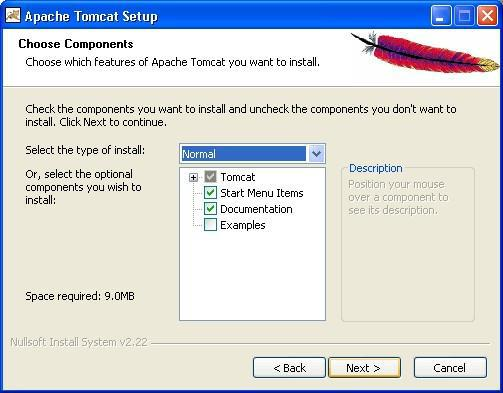 Apache Tomcat Setup
Choose Components
Choose which features of Apache Tomcat you want to install.
Check the components you want to install and uncheck the components you don't want to
install. Click Next to continue.
Select the type of install:
Normal
Or, select the optional
components you wish to
install:
Tomcat
Start Menu Items
Documentation
Examples
Description
Position your mouse
over a component to
see its description.
Space required: 9.0MB
Nullsoft Install System v2.22
< Back
Next >
Cancel